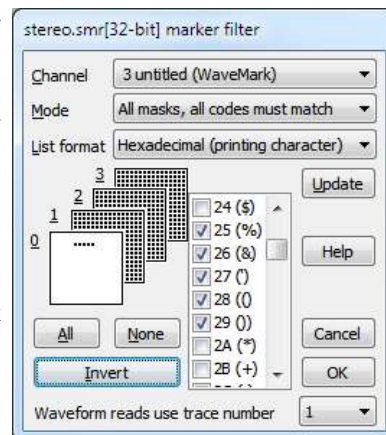 stereo.smr[32-bit] marker filter
Channel 3 untitled (WaveMark)
Mode All masks, all codes must match
List format Hexadecimal (printing character)
3
2
1
0
Update
24 ($)
25 (%)
26 (&)
27 (')
28 (()
29 ())
2A (*)
2B (+)
Help
All None
Cancel
Invert
OK
Waveform reads use trace number 1